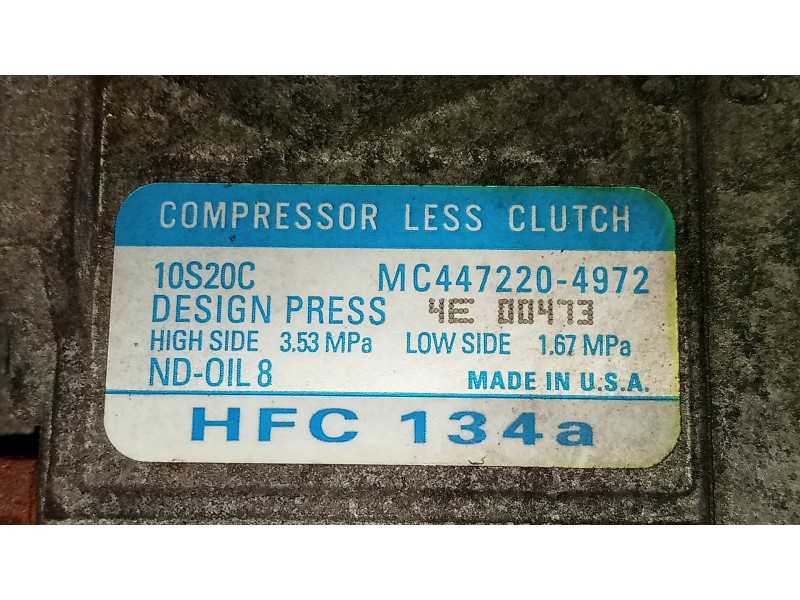 COMPRESSOR LESS CLUTCH
10S20C MC447220-4972
DESIGN PRESS 4E 00473
HIGH SIDE 3.53 MPa LOW SIDE 1.67 MPa
ND-OIL 8 MADE IN U.S.A.
HFC 134a